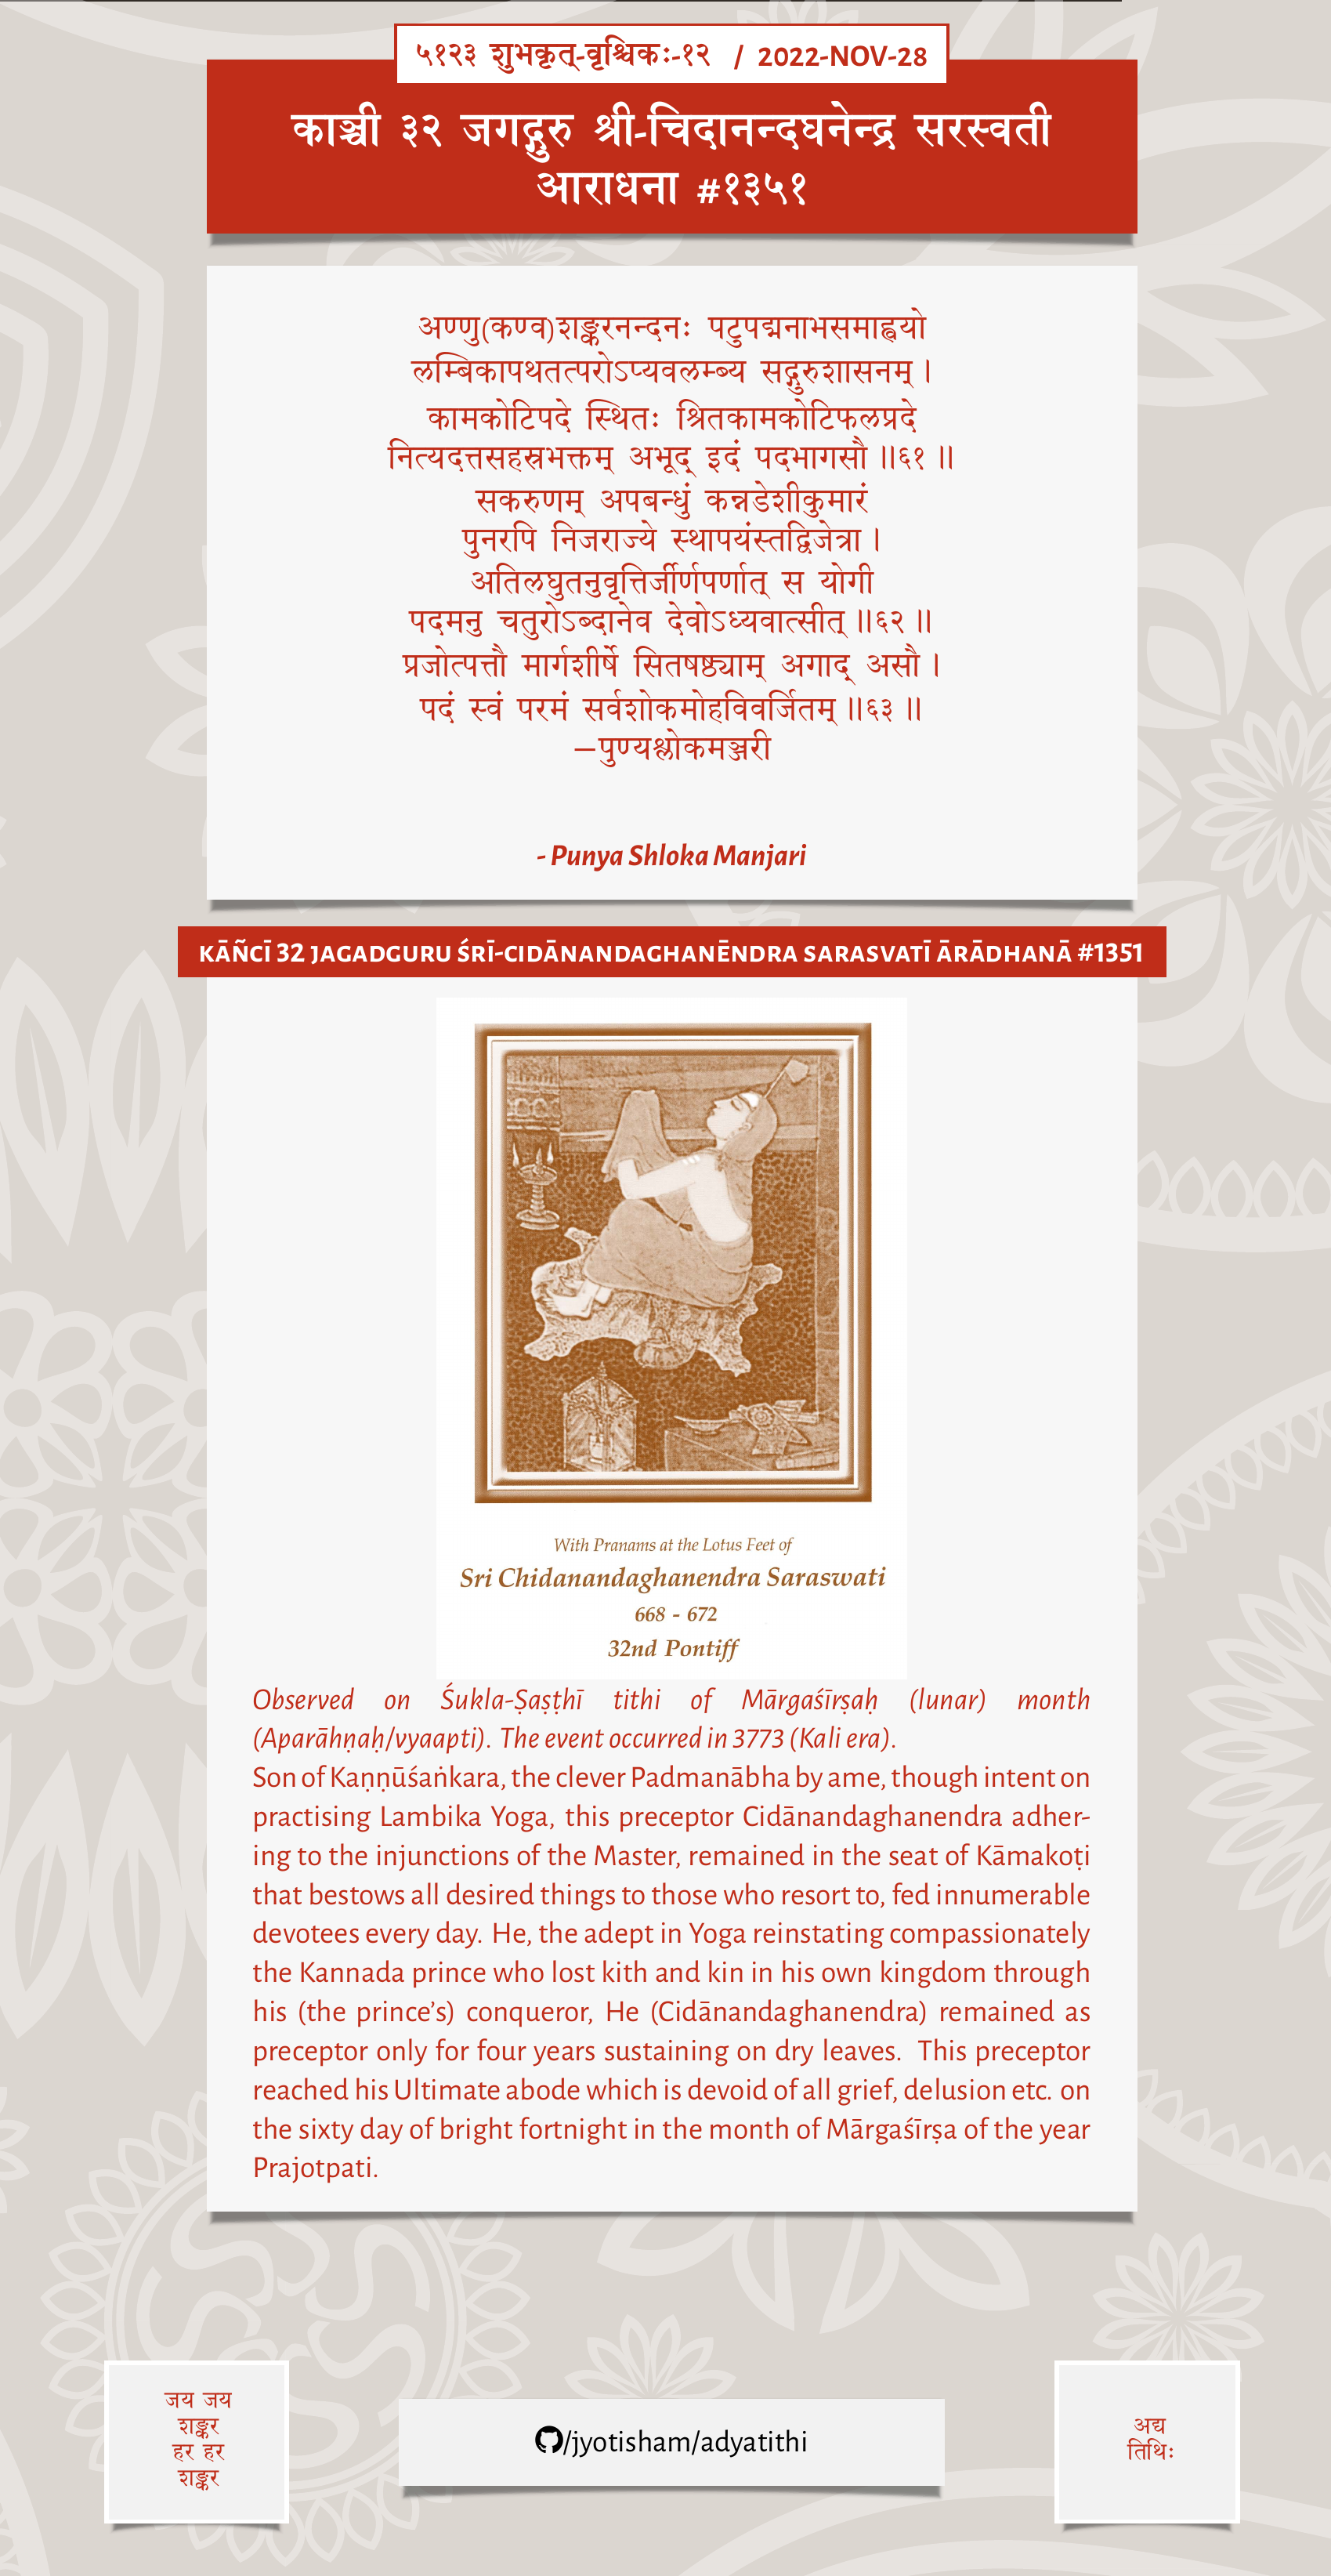 ५१२३ शुभकृत्-वृश्चिकः-१२ / 2022-NOV-28
काञ्ची ३२ जगद्गुरु श्री-चिदानन्दघनेन्द्र सरस्वती
आराधना #१३५१
अण्णु(कण्व)शङ्करनन्दनः पटुपद्मनाभसमाह्वयो
लम्बिकापथतत्परोऽप्यवलम्ब्य सद्गुरुशासनम् ।
कामकोटिपदे स्थितः श्रितकामकोटिफलप्रदे
नित्यदत्तसहस्रभक्तम् अभूद् इदं पदभागसौ ॥६१ ॥
सकरुणम् अपबन्धुं कन्नडेशीकुमारं
पुनरपि निजराज्ये स्थापयंस्तद्विजेत्रा ।
अतिलघुतनुवृत्तिर्जीर्णपर्णात् स योगी
पदमनु चतुरोऽब्दानेव देवोऽध्यवात्सीत् ॥६२ ॥
प्रजोत्पत्तौ मार्गशीर्षे सितषष्ठ्याम् अगाद् असौ ।
पदं स्वं परमं सर्वशोकमोहविवर्जितम् ॥६३ ॥
—पुण्यश्लोकमञ्जरी
- Punya Shloka Manjari
KĀÑCĪ 32 JAGADGURU ŚRĪ-CIDĀNANDAGHANĒNDRA SARASVATĪ ĀRĀDHANĀ #1351
With Pranams at the Lotus Feet of
Sri Chidanandaghanendra Saraswati
668 - 672
32nd Pontiff
Observed on Śukla-Ṣaṣṭhī tithi of Mārgaśīrṣaḥ (lunar) month
(Aparāhṇaḥ/vyaapti). The event occurred in 3773 (Kali era).
Son of Kaṇṇūśaṅkara, the clever Padmanābha by ame, though intent on
practising Lambika Yoga, this preceptor Cidānandaghanendra adher-
ing to the injunctions of the Master, remained in the seat of Kāmakoṭi
that bestows all desired things to those who resort to, fed innumerable
devotees every day. He, the adept in Yoga reinstating compassionately
the Kannada prince who lost kith and kin in his own kingdom through
his (the prince’s) conqueror, He (Cidānandaghanendra) remained as
preceptor only for four years sustaining on dry leaves. This preceptor
reached his Ultimate abode which is devoid of all grief, delusion etc. on
the sixty day of bright fortnight in the month of Mārgaśīrṣa of the year
Prajotpati.
जय जय
शङ्कर
हर हर
शङ्कर
/jyotisham/adyatithi
अद्य
तिथिः